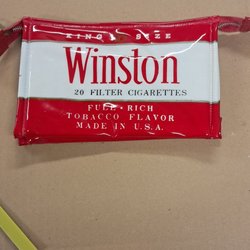 KING SIZE
Winston
20 FILTER CIGARETTES
FULL · RICH
TOBACCO FLAVOR
MADE IN U.S.A.